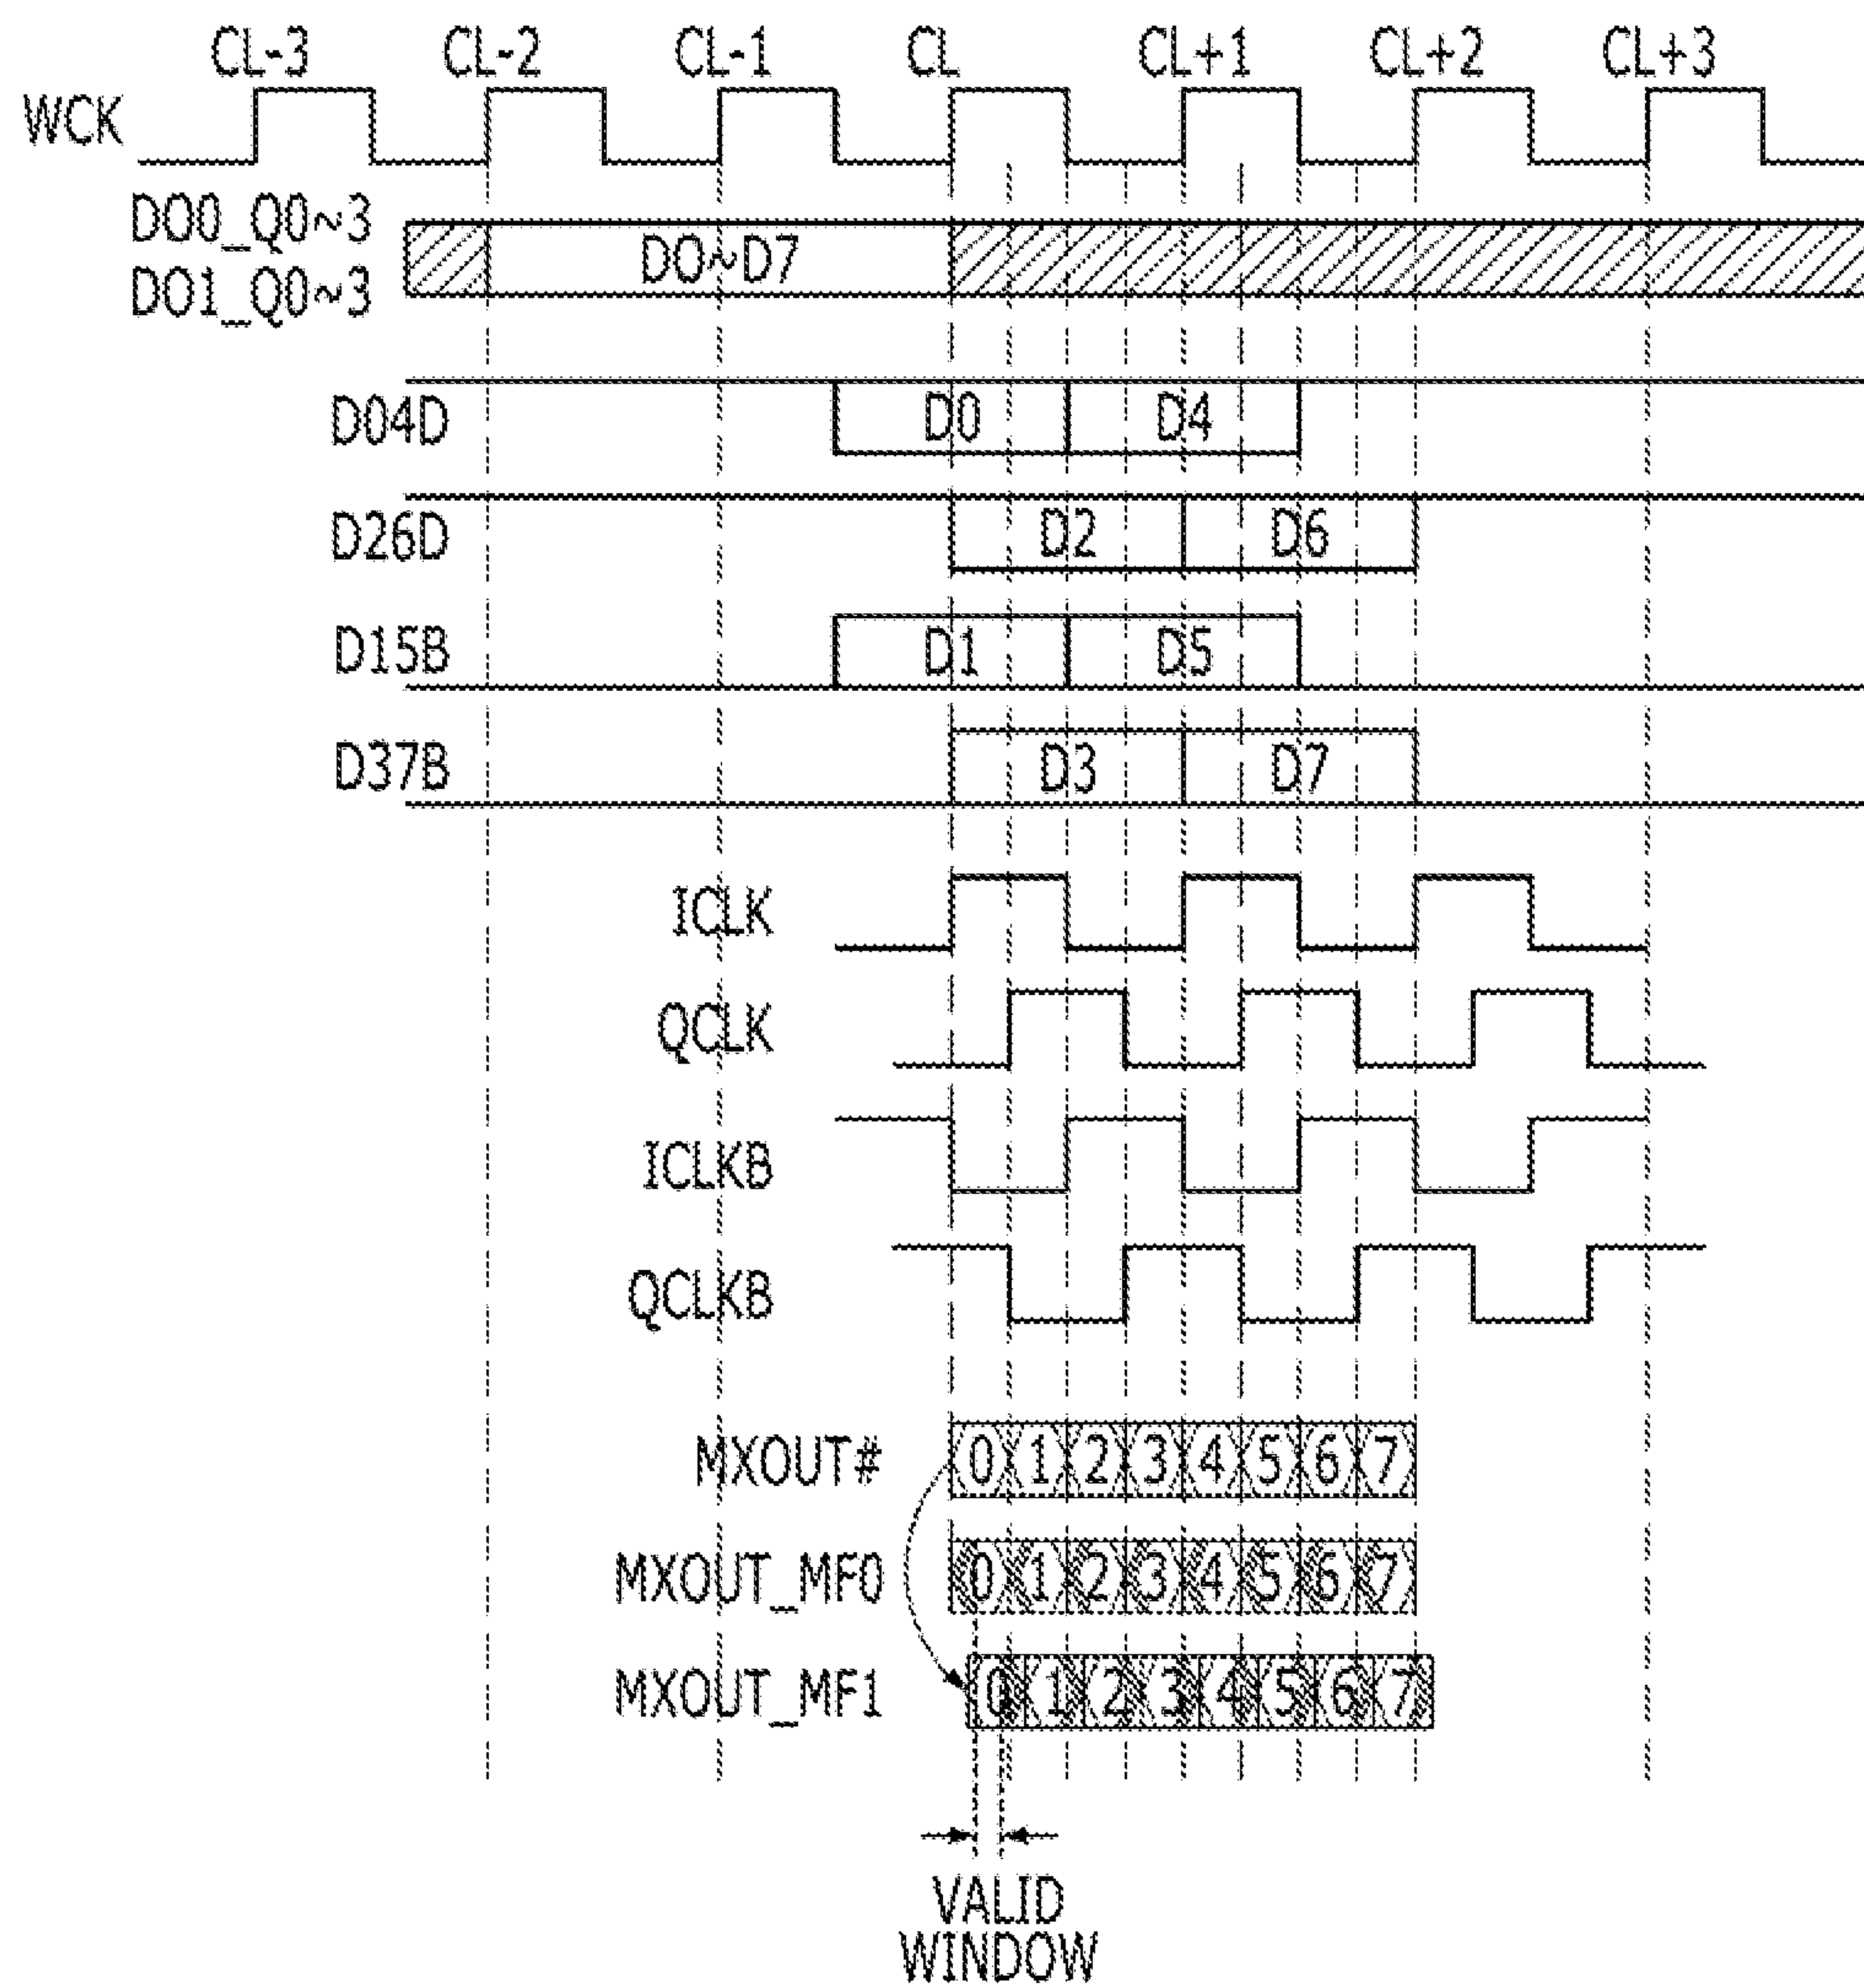 CL-3 CL-2 CL-1 CL CL+1 CL+2 CL+3
WCK
DO0_Q0~3
DO1_Q0~3
DO~D7
D04D D0 D4
D26D D2 D6
D15B D1 D5
D37B D3 D7
ICLK
QCLK
ICLKB
QCLKB
MXOUT# 0 1 2 3 4 5 6 7
MXOUT_MF0 0 1 2 3 4 5 6 7
MXOUT_MF1 0 1 2 3 4 5 6 7
VALID
WINDOW